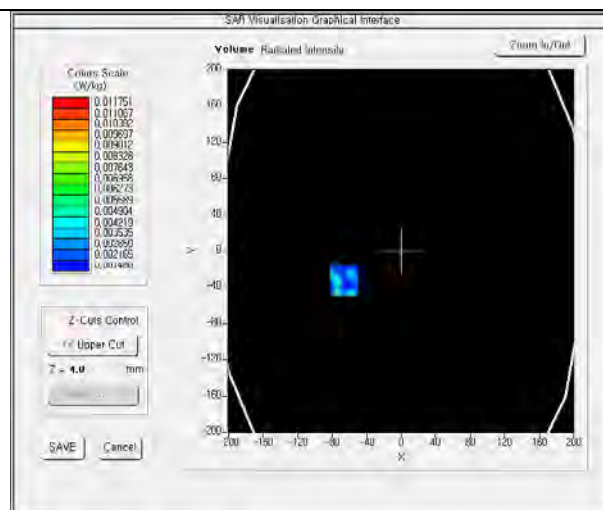 SAR Visualisation Graphical Interface
Volume Radiated Intensity
Zoom In/Out
Colors Scale
(W/kg)
0.011751
0.011067
0.010382
0.009697
0.009012
0.008328
0.007643
0.006958
0.006273
0.005589
0.004904
0.004219
0.003535
0.002850
0.002165
200
160
120
80
40
0
-40
-80
-120
-160
-200
Y
-200 -160 -120 -80 -40 0 40 80 120 160 200
X
Z-Cuts Control
Upper Cut
Z = 4.0 mm
SAVE Cancel